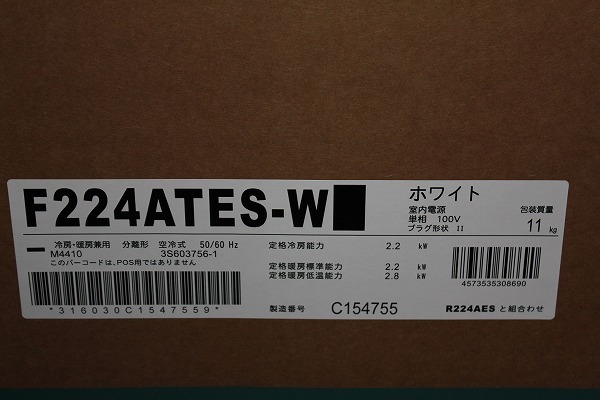 F224ATES-W■ ホワイト
室内電源 包装質量
単相 100V
プラグ形状 II 11 kg
冷房・暖房兼用 分離形 空冷式 50/60 Hz 定格冷房能力 2.2 kW
M4410 3S603756-1
このバーコードは、POS用ではありません 定格暖房標準能力 2.2 kW
定格暖房低温能力 2.8 kW
4573535308690
*316030C1547559* 製造番号 C154755 R224AES と組合わせ